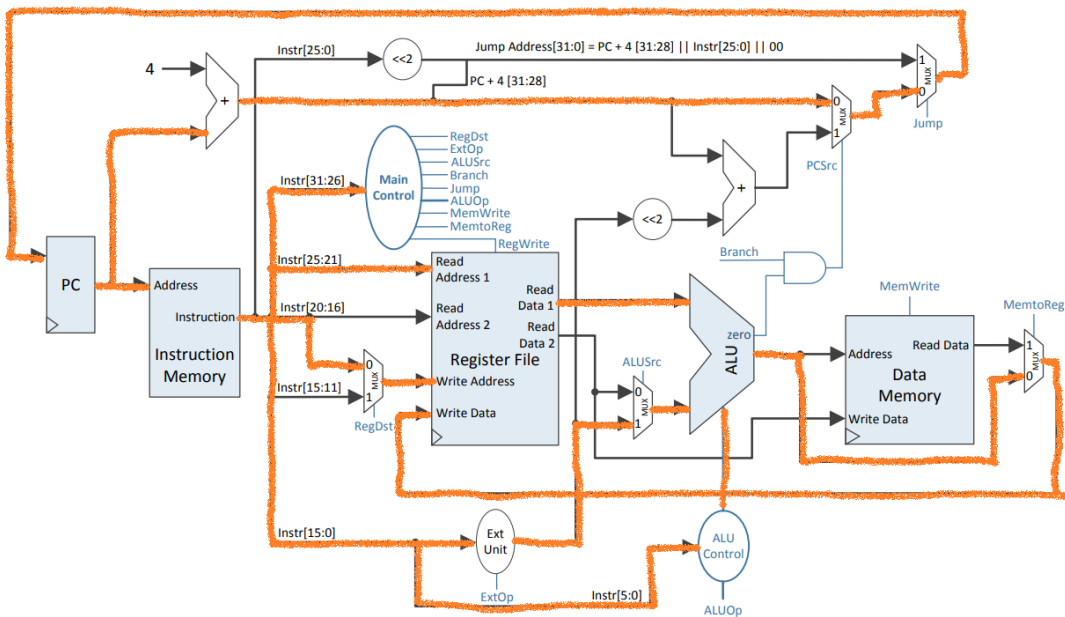 Instr[25:0]
<<2
Jump Address[31:0] = PC + 4 [31:28] || Instr[25:0] || 00
PC + 4 [31:28]
4
+
1
MUX
0
Jump
0
MUX
1
PCSrc
Instr[31:26]
Main
Control
RegDst
ExtOp
ALUSrc
Branch
Jump
ALUOp
MemWrite
MemtoReg
RegWrite
+
<<2
PC
Address
Instruction
Instruction
Memory
Instr[25:21]
Instr[20:16]
Instr[15:11]
0
MUX
1
RegDst
Read
Address 1
Read
Address 2
Register File
Write Address
Write Data
Read
Data 1
Read
Data 2
ALUSrc
0
MUX
1
Branch
zero
ALU
MemWrite
Address
Read Data
Data
Memory
Write Data
MemtoReg
1
MUX
0
Instr[15:0]
Ext
Unit
ExtOp
Instr[5:0]
ALU
Control
ALUOp